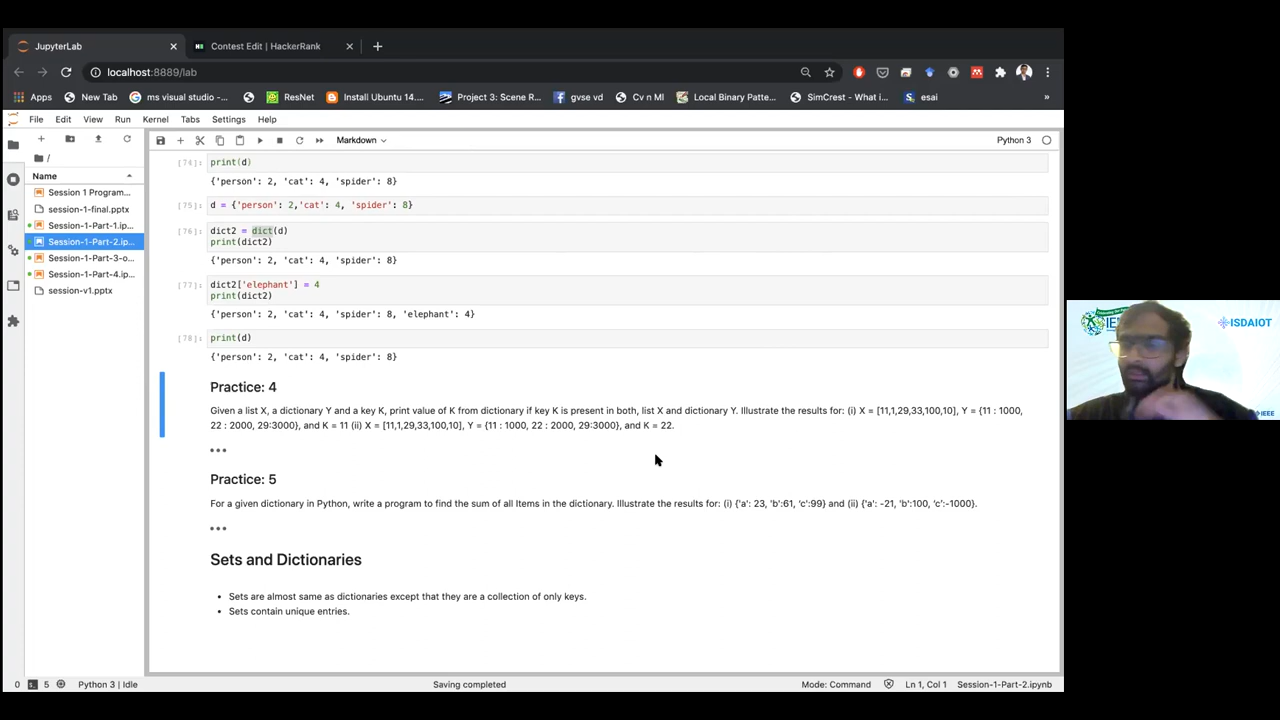 JupyterLab
Contest Edit | HackerRank
localhost:8889/lab
Apps New Tab ms visual studio -... ResNet Install Ubuntu 14.... Project 3: Scene R... gvse vd Cv n Ml Local Binary Patte... SimCrest - What i... esai »
File Edit View Run Kernel Tabs Settings Help
Markdown
Python 3
/
Name
Session 1 Program...
session-1-final.pptx
Session-1-Part-1.ip...
Session-1-Part-2.ip...
Session-1-Part-3-o...
Session-1-Part-4.ip...
session-v1.pptx
[74]: print(d)
{'person': 2, 'cat': 4, 'spider': 8}
[75]: d = {'person': 2,'cat': 4, 'spider': 8}
[76]: dict2 = dict(d)
print(dict2)
{'person': 2, 'cat': 4, 'spider': 8}
[77]: dict2['elephant'] = 4
print(dict2)
{'person': 2, 'cat': 4, 'spider': 8, 'elephant': 4}
[78]: print(d)
{'person': 2, 'cat': 4, 'spider': 8}
Practice: 4
Given a list X, a dictionary Y and a key K, print value of K from dictionary if key K is present in both, list X and dictionary Y. Illustrate the results for: (i) X = [11,1,29,33,100,10], Y = {11 : 1000,
22 : 2000, 29:3000}, and K = 11 (ii) X = [11,1,29,33,100,10], Y = {11 : 1000, 22 : 2000, 29:3000}, and K = 22.
•••
Practice: 5
For a given dictionary in Python, write a program to find the sum of all Items in the dictionary. Illustrate the results for: (i) {'a': 23, 'b':61, 'c':99} and (ii) {'a': -21, 'b':100, 'c':-1000}.
•••
Sets and Dictionaries
• Sets are almost same as dictionaries except that they are a collection of only keys.
• Sets contain unique entries.
0 5 Python 3 | Idle
Saving completed
Mode: Command Ln 1, Col 1 Session-1-Part-2.ipynb
ISDAIOT
IEEE